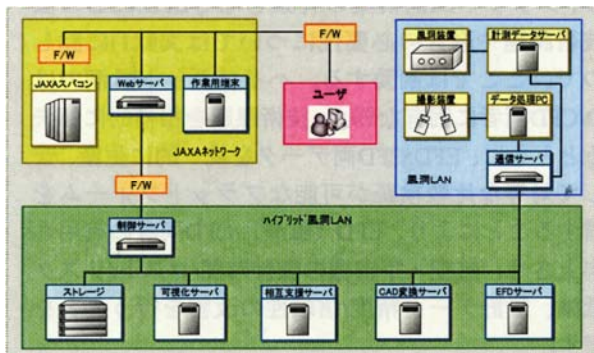 F/W
F/W
JAXAスパコン
Webサーバ
作業用端末
JAXAネットワーク
ユーザ
風洞装置
計測データサーバ
撮影装置
データ処理PC
通信サーバ
風洞LAN
F/W
制御サーバ
ハイブリッド風洞LAN
ストレージ
可視化サーバ
相互支援サーバ
CAD変換サーバ
EFDサーバ